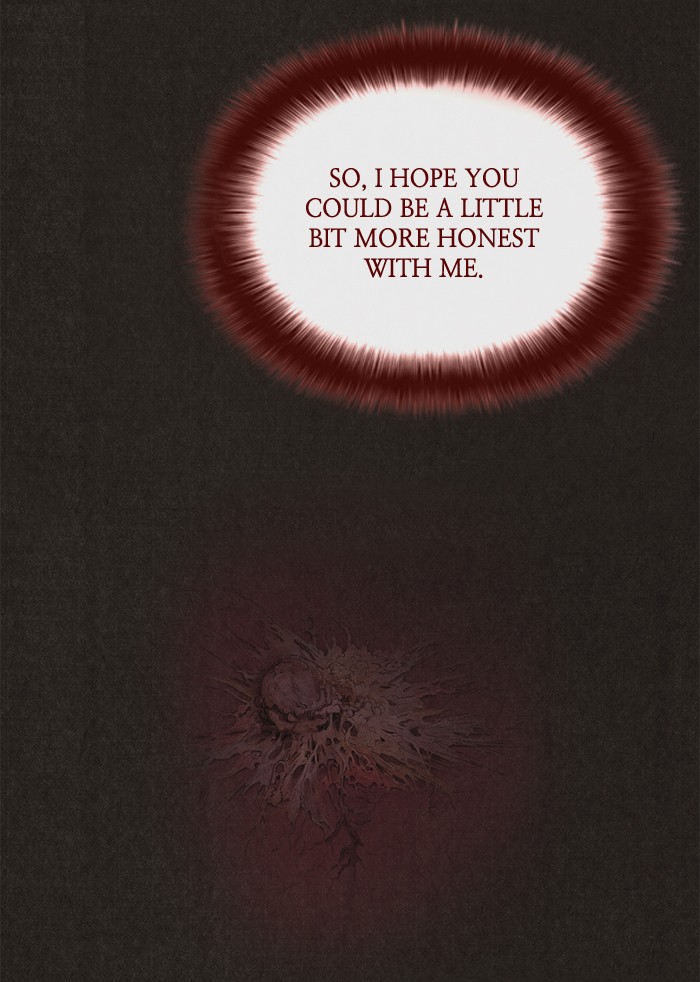 SO, I HOPE YOU
COULD BE A LITTLE
BIT MORE HONEST
WITH ME.